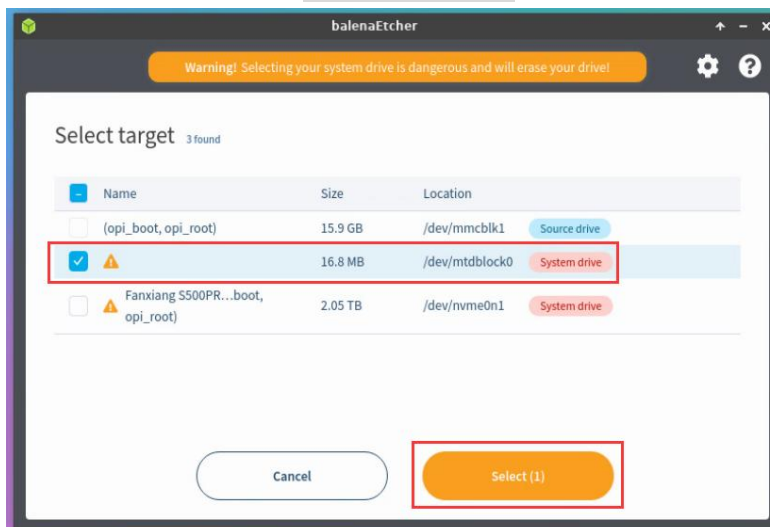 balenaEtcher
Warning! Selecting your system drive is dangerous and will erase your drive!
Select target 3 found
Name Size Location
(opi_boot, opi_root) 15.9 GB /dev/mmcblk1 Source drive
16.8 MB /dev/mtdblock0 System drive
Fanxiang S500PR...boot,
opi_root) 2.05 TB /dev/nvme0n1 System drive
Cancel Select (1)